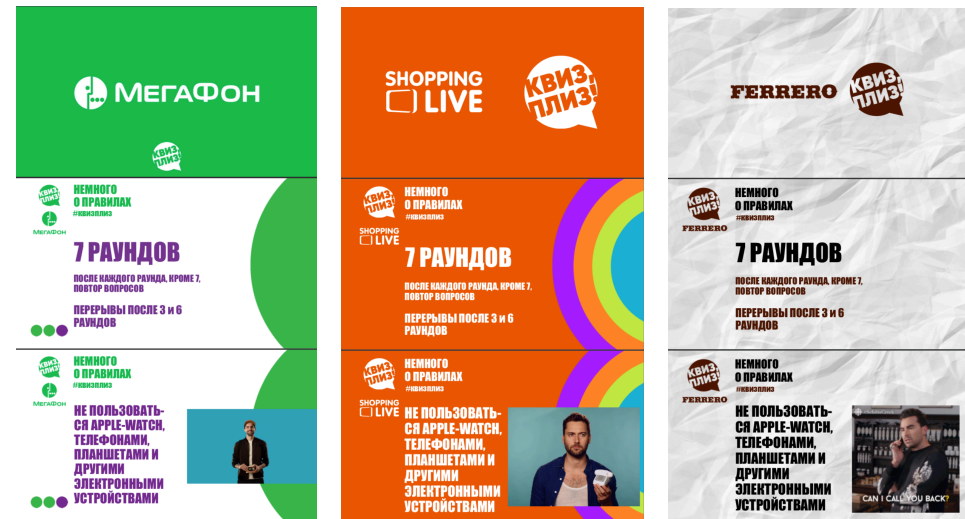 МЕГАФОН
КВИЗ,
ПЛИЗ!
КВИЗ,
ПЛИЗ!
МЕГАФОН
НЕМНОГО
О ПРАВИЛАХ
#КВИЗПЛИЗ
7 РАУНДОВ
ПОСЛЕ КАЖДОГО РАУНДА, КРОМЕ 7,
ПОВТОР ВОПРОСОВ
ПЕРЕРЫВЫ ПОСЛЕ 3 и 6
РАУНДОВ
КВИЗ,
ПЛИЗ!
МЕГАФОН
НЕМНОГО
О ПРАВИЛАХ
#КВИЗПЛИЗ
НЕ ПОЛЬЗОВАТЬ-
СЯ APPLE-WATCH,
ТЕЛЕФОНАМИ,
ПЛАНШЕТАМИ И
ДРУГИМИ
ЭЛЕКТРОННЫМИ
УСТРОЙСТВАМИ
SHOPPING
LIVE
КВИЗ,
ПЛИЗ!
КВИЗ,
ПЛИЗ!
SHOPPING
LIVE
НЕМНОГО
О ПРАВИЛАХ
#КВИЗПЛИЗ
7 РАУНДОВ
ПОСЛЕ КАЖДОГО РАУНДА, КРОМЕ 7,
ПОВТОР ВОПРОСОВ
ПЕРЕРЫВЫ ПОСЛЕ 3 и 6
РАУНДОВ
КВИЗ,
ПЛИЗ!
SHOPPING
LIVE
НЕМНОГО
О ПРАВИЛАХ
#КВИЗПЛИЗ
НЕ ПОЛЬЗОВАТЬ-
СЯ APPLE-WATCH,
ТЕЛЕФОНАМИ,
ПЛАНШЕТАМИ И
ДРУГИМИ
ЭЛЕКТРОННЫМИ
УСТРОЙСТВАМИ
FERRERO
КВИЗ,
ПЛИЗ!
КВИЗ,
ПЛИЗ!
FERRERO
НЕМНОГО
О ПРАВИЛАХ
#КВИЗПЛИЗ
7 РАУНДОВ
ПОСЛЕ КАЖДОГО РАУНДА, КРОМЕ 7,
ПОВТОР ВОПРОСОВ
ПЕРЕРЫВЫ ПОСЛЕ 3 и 6
РАУНДОВ
КВИЗ,
ПЛИЗ!
FERRERO
НЕМНОГО
О ПРАВИЛАХ
#КВИЗПЛИЗ
НЕ ПОЛЬЗОВАТЬ-
СЯ APPLE-WATCH,
ТЕЛЕФОНАМИ,
ПЛАНШЕТАМИ И
ДРУГИМИ
ЭЛЕКТРОННЫМИ
УСТРОЙСТВАМИ
CAN I CALL YOU BACK?